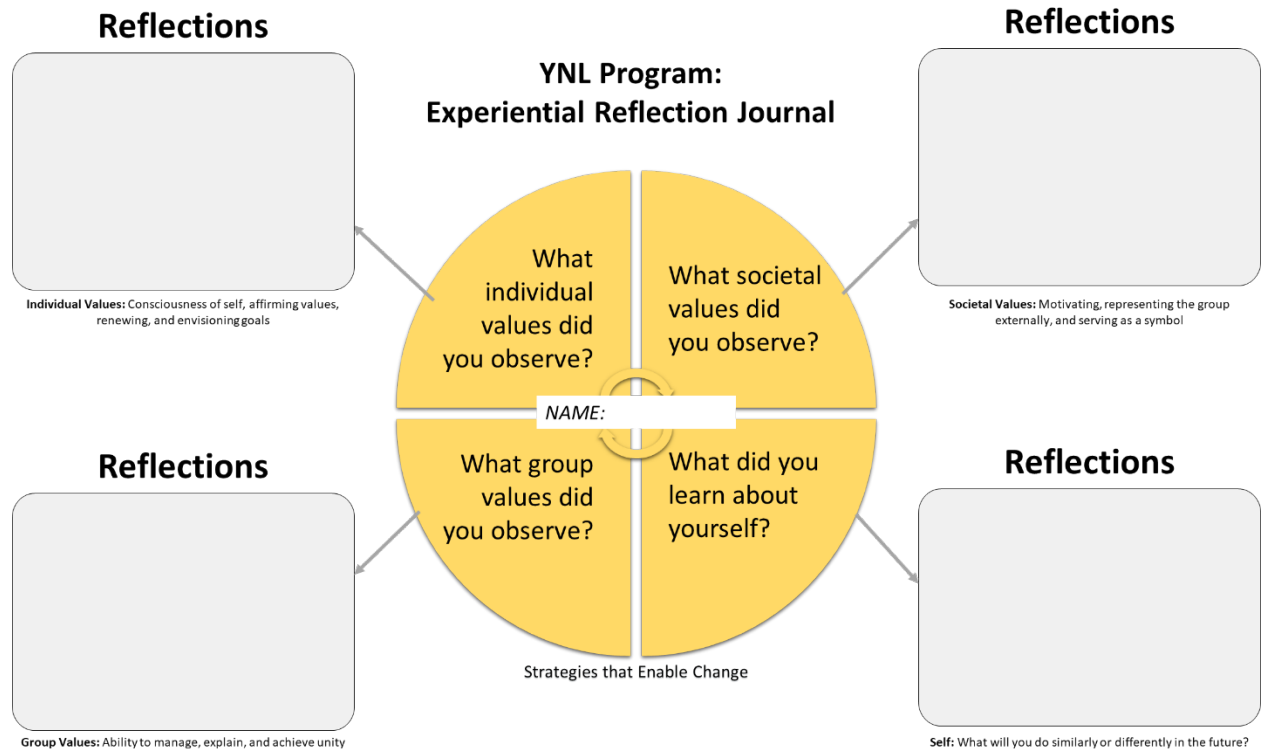 YNL Program:
Experiential Reflection Journal
Reflections
Individual Values: Consciousness of self, affirming values,
renewing, and envisioning goals
Reflections
Societal Values: Motivating, representing the group
externally, and serving as a symbol
What
individual
values did
you observe?
What societal
values did
you observe?
NAME:
What group
values did
you observe?
What did you
learn about
yourself?
Strategies that Enable Change
Reflections
Group Values: Ability to manage, explain, and achieve unity
Reflections
Self: What will you do similarly or differently in the future?